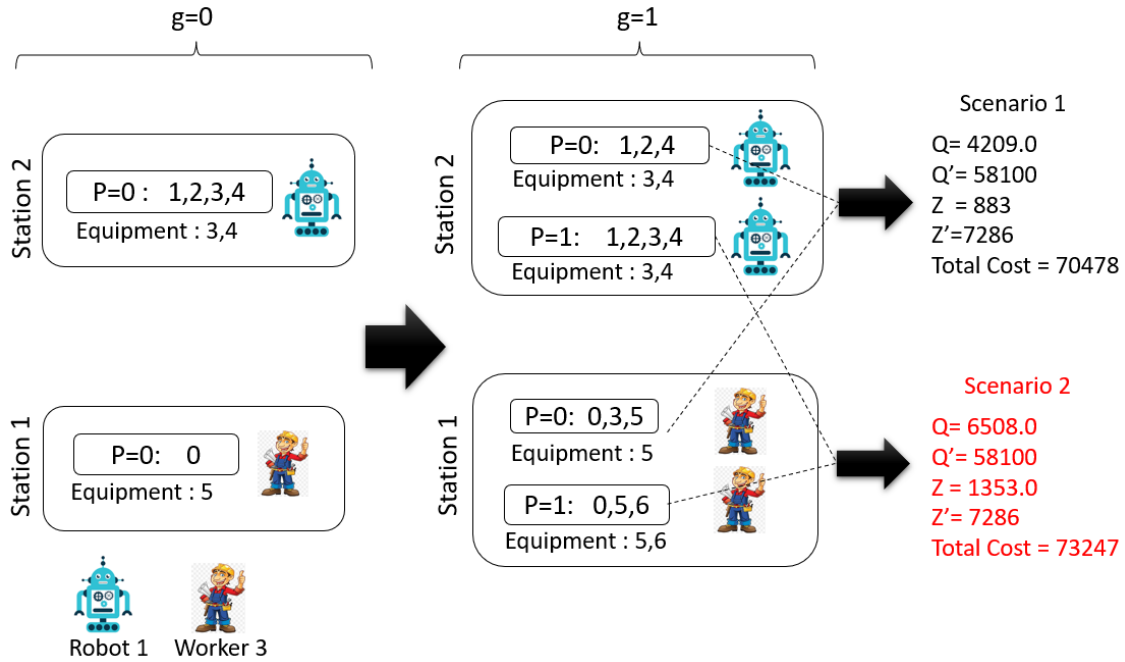 g=0
g=1
Station 2
P=0 : 1,2,3,4
Equipment : 3,4
Station 1
P=0: 0
Equipment : 5
Robot 1
Worker 3
Station 2
P=0: 1,2,4
Equipment : 3,4
P=1: 1,2,3,4
Equipment : 3,4
Station 1
P=0: 0,3,5
Equipment : 5
P=1: 0,5,6
Equipment : 5,6
Scenario 1
Q= 4209.0
Q’= 58100
Z = 883
Z’=7286
Total Cost = 70478
Scenario 2
Q= 6508.0
Q’= 58100
Z = 1353.0
Z’= 7286
Total Cost = 73247